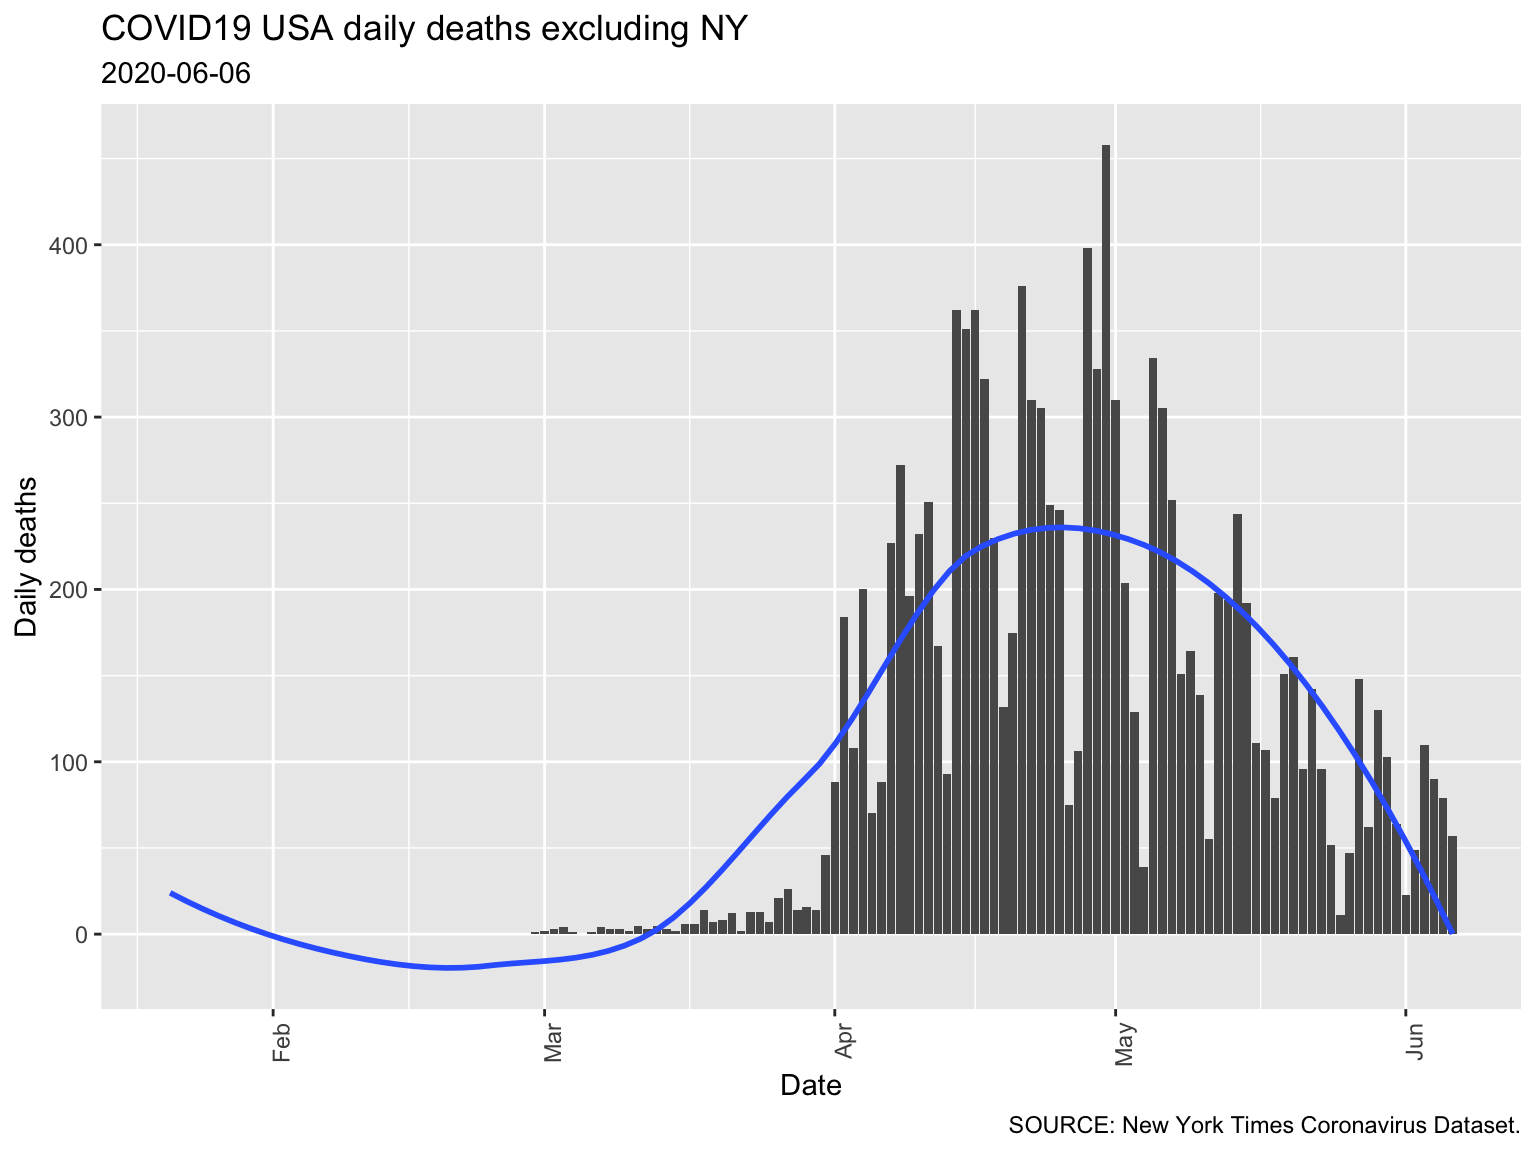 COVID19 USA daily deaths excluding NY
2020-06-06
Daily deaths
400
300
200
100
0
Feb
Mar
Apr
May
Jun
Date
SOURCE: New York Times Coronavirus Dataset.